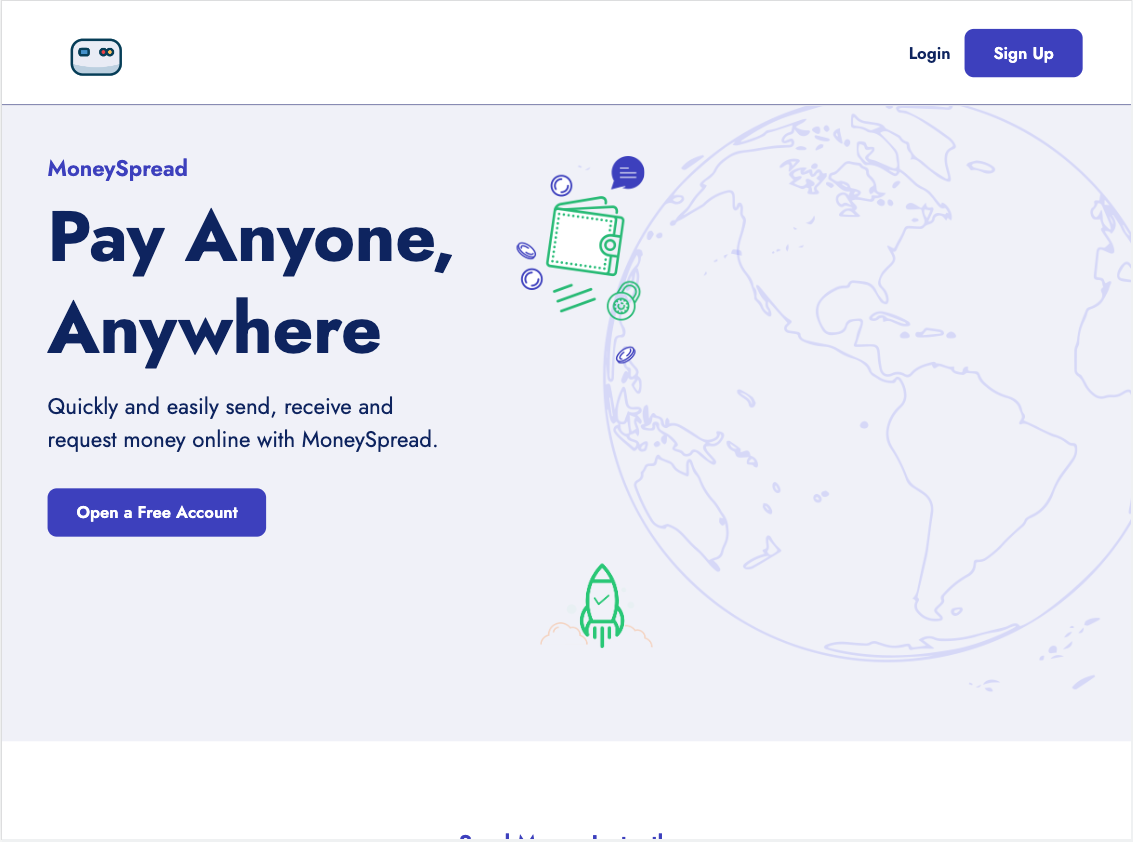 Login
Sign Up
MoneySpread
Pay Anyone,
Anywhere
Quickly and easily send, receive and
request money online with MoneySpread.
Open a Free Account